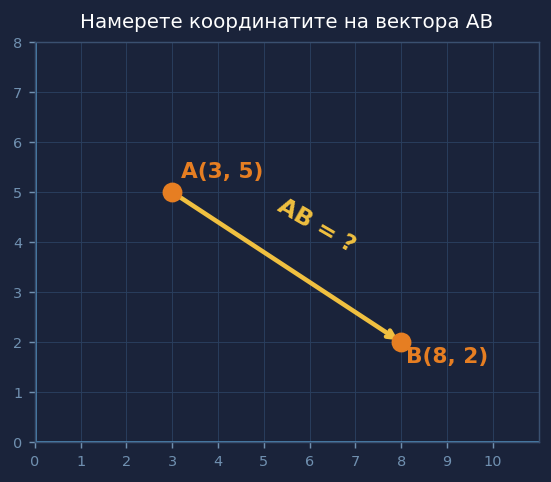 Намерете координатите на вектора AB
8
7
6
5
4
3
2
1
0
A(3, 5)
AB = ?
B(8, 2)
0 1 2 3 4 5 6 7 8 9 10